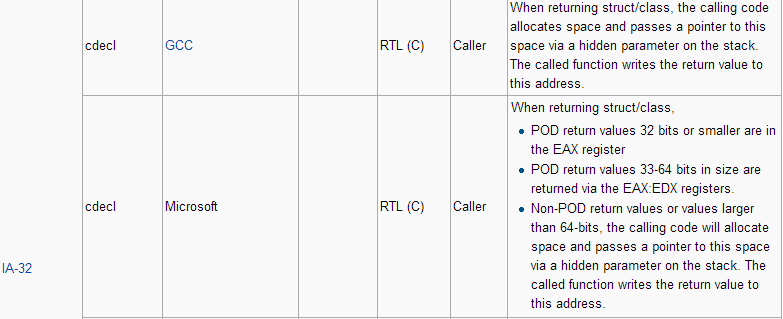 When returning struct/class, the calling code
allocates space and passes a pointer to this
cdecl GCC RTL (C) Caller space via a hidden parameter on the stack.
The called function writes the return value to
this address.
When returning struct/class,
POD return values 32 bits or smaller are in
the EAX register
POD return values 33-64 bits in size are
returned via the EAX:EDX registers.
cdecl Microsoft RTL (C) Caller Non-POD return values or values larger
than 64-bits, the calling code will allocate
space and passes a pointer to this space
IA-32 via a hidden parameter on the stack. The
called function writes the return value to
this address.